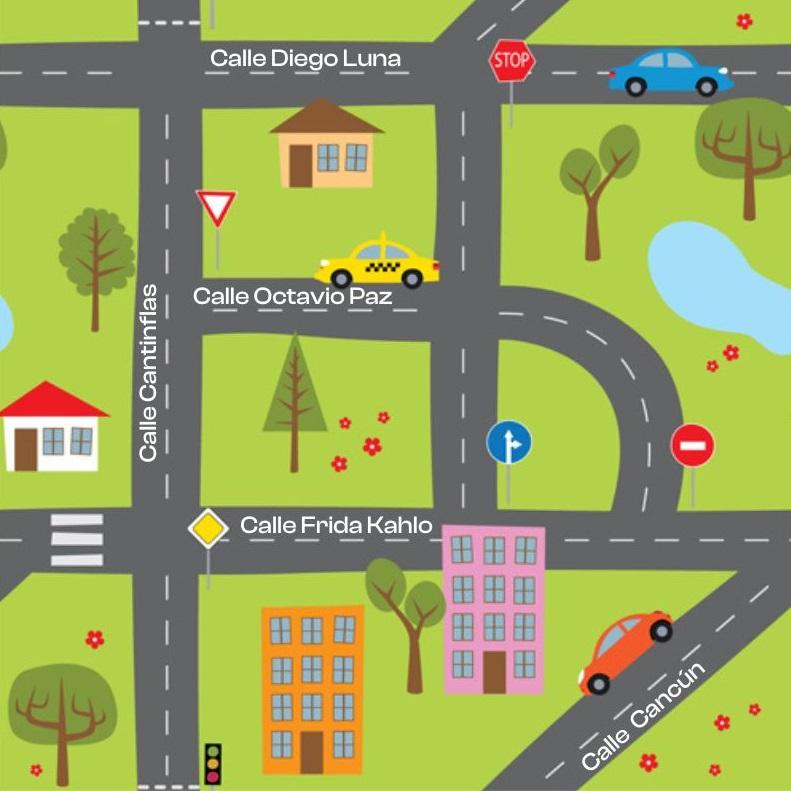 Calle Diego Luna
STOP
Calle Octavio Paz
Calle Cantinflas
Calle Frida Kahlo
Calle Cancún